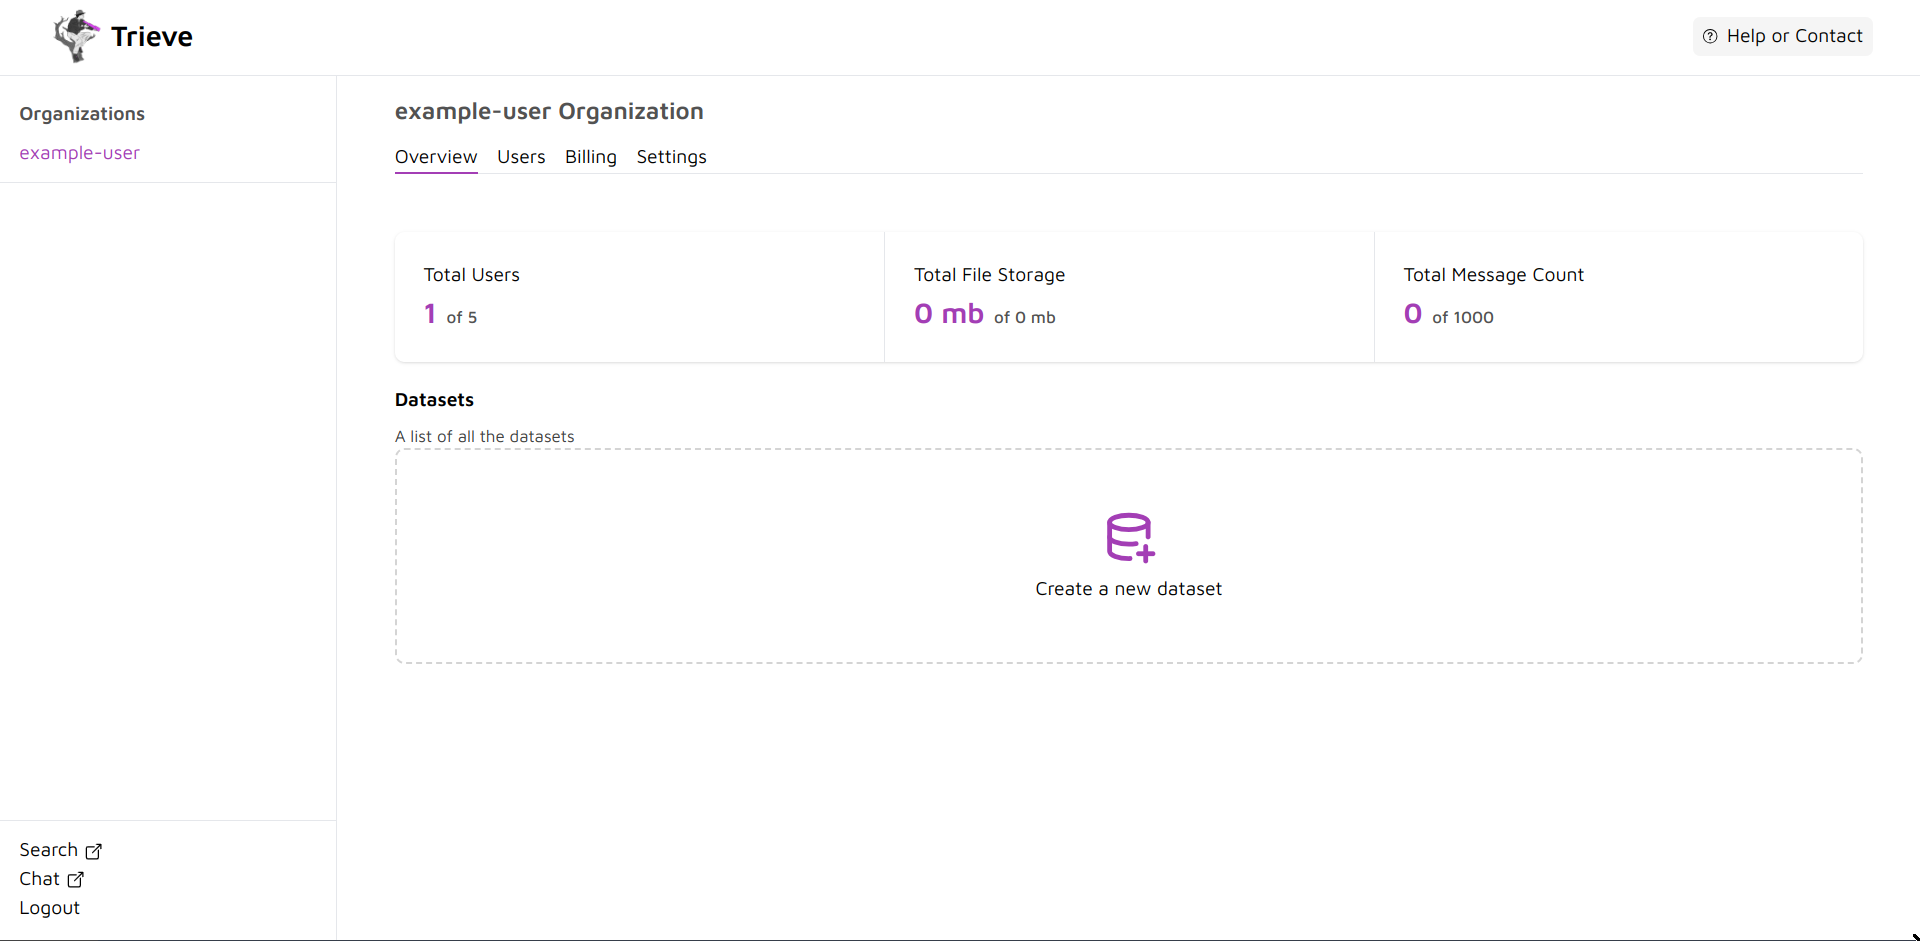 Trieve
Help or Contact
Organizations
example-user
example-user Organization
Overview Users Billing Settings
Total Users
1 of 5
Total File Storage
0 mb of 0 mb
Total Message Count
0 of 1000
Datasets
A list of all the datasets
Create a new dataset
Search
Chat
Logout